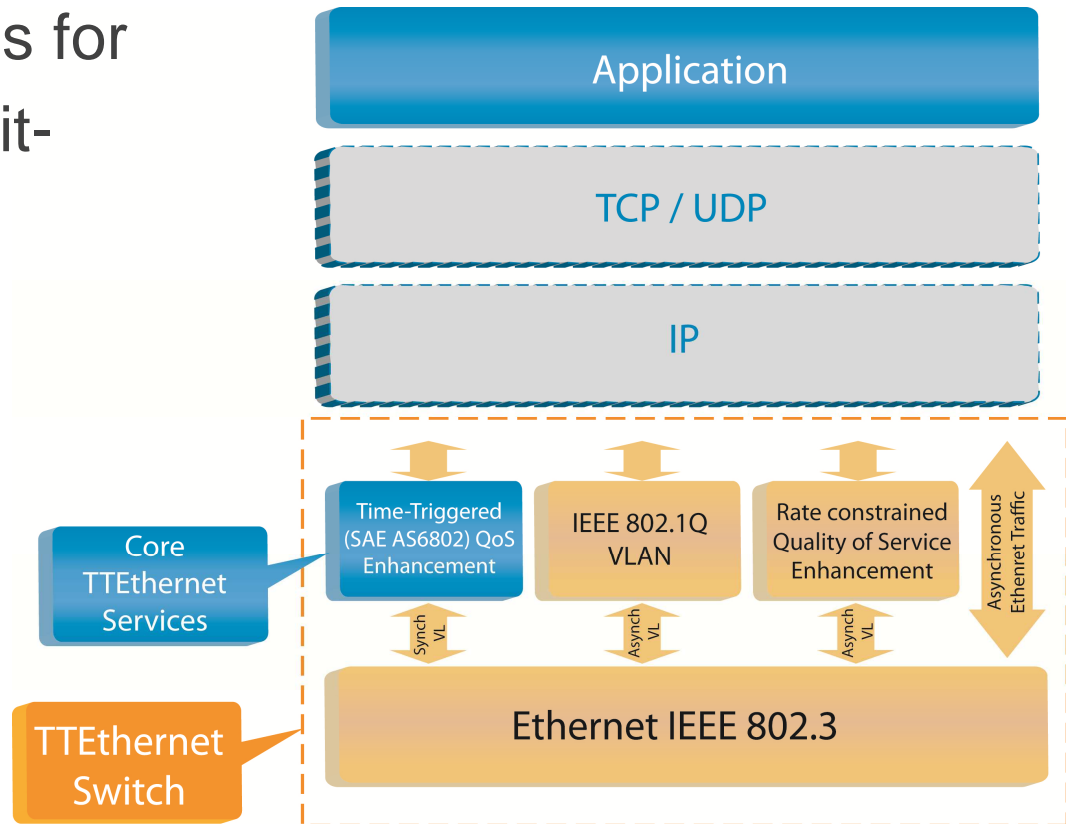 s for
it-
Application
TCP / UDP
IP
Time-Triggered
(SAE AS6802) QoS
Enhancement
IEEE 802.1Q
VLAN
Rate constrained
Quality of Service
Enhancement
Asynchronous
Ethenret Traffic
Core
TTEthernet
Services
Synch
VL
Asynch
VL
Asynch
VL
Ethernet IEEE 802.3
TTEthernet
Switch